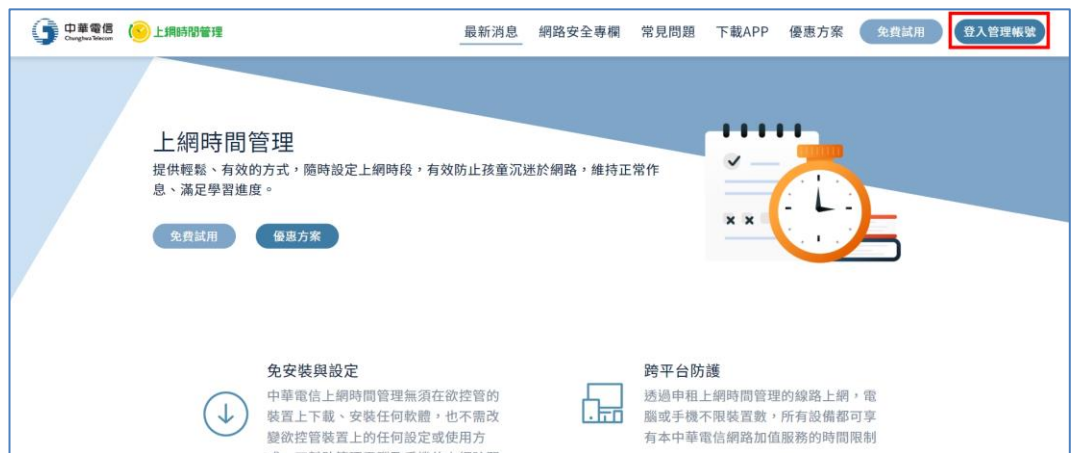 中華電信
Chunghwa Telecom
上網時間管理
最新消息 網路安全專欄 常見問題 下載APP 優惠方案 免費試用 登入管理帳號
上網時間管理
提供輕鬆、有效的方式，隨時設定上網時段，有效防止孩童沉迷於網路，維持正常作
息、滿足學習進度。
免費試用 優惠方案
免安裝與設定
中華電信上網時間管理無須在欲控管的
裝置上下載、安裝任何軟體，也不需改
變欲控管裝置上的任何設定或使用方
跨平台防護
透過申租上網時間管理的線路上網，電
腦或手機不限裝置數，所有設備都可享
有本中華電信網路加值服務的時間限制